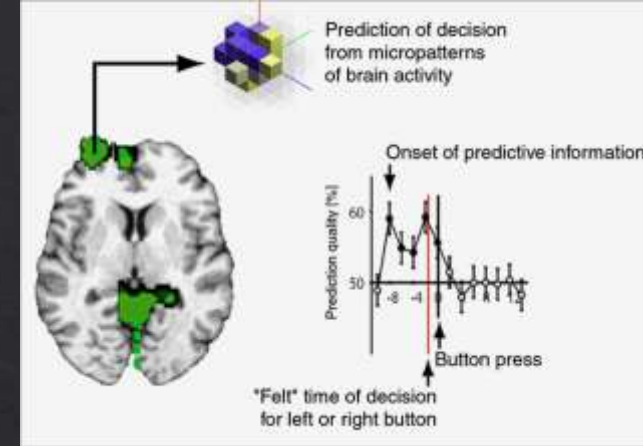 Prediction of decision
from micropatterns
of brain activity
Onset of predictive information
Prediction quality [%]
60
50
-8 -4 0
Button press
"Felt" time of decision
for left or right button